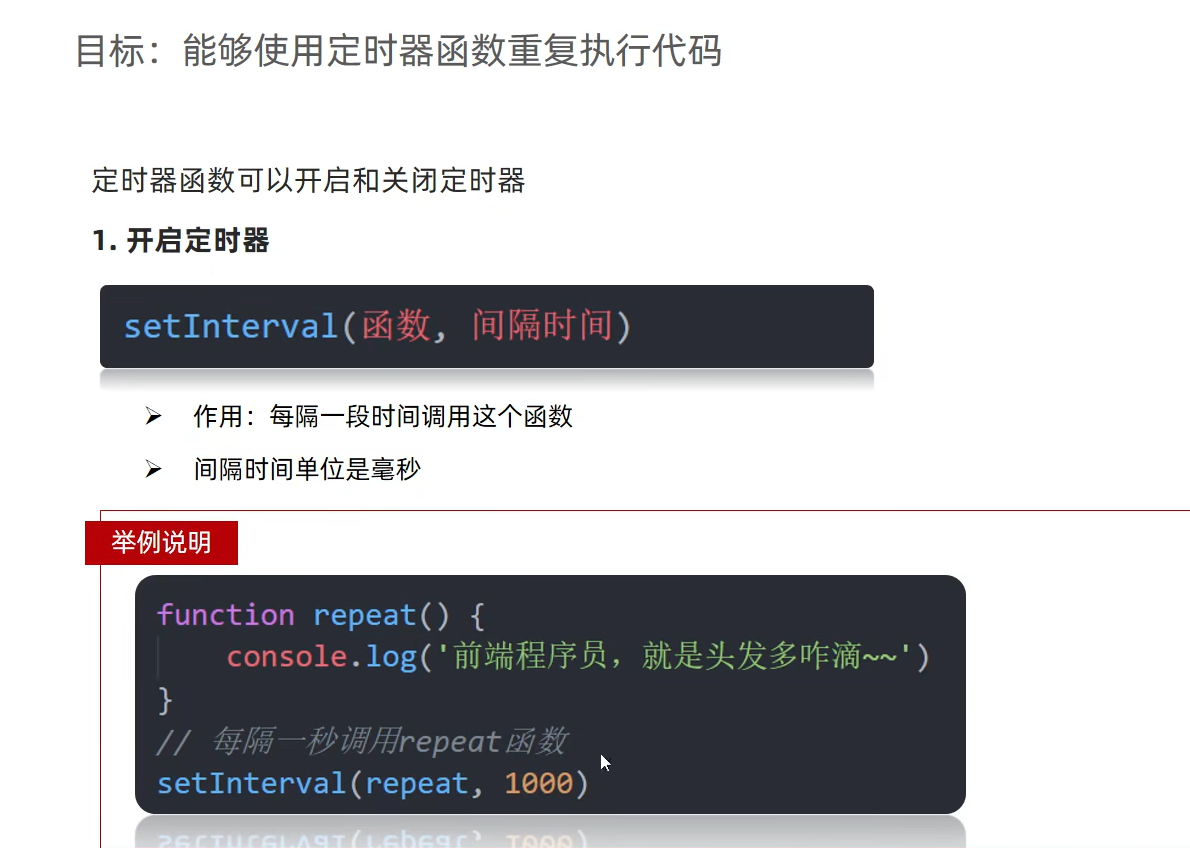 目标：能够使用定时器函数重复执行代码
定时器函数可以开启和关闭定时器
1. 开启定时器
setInterval(函数, 间隔时间)
➢ 作用：每隔一段时间调用这个函数
➢ 间隔时间单位是毫秒
举例说明
function repeat() {
    console.log('前端程序员，就是头发多咋滴~~')
}
// 每隔一秒调用repeat函数
setInterval(repeat, 1000)